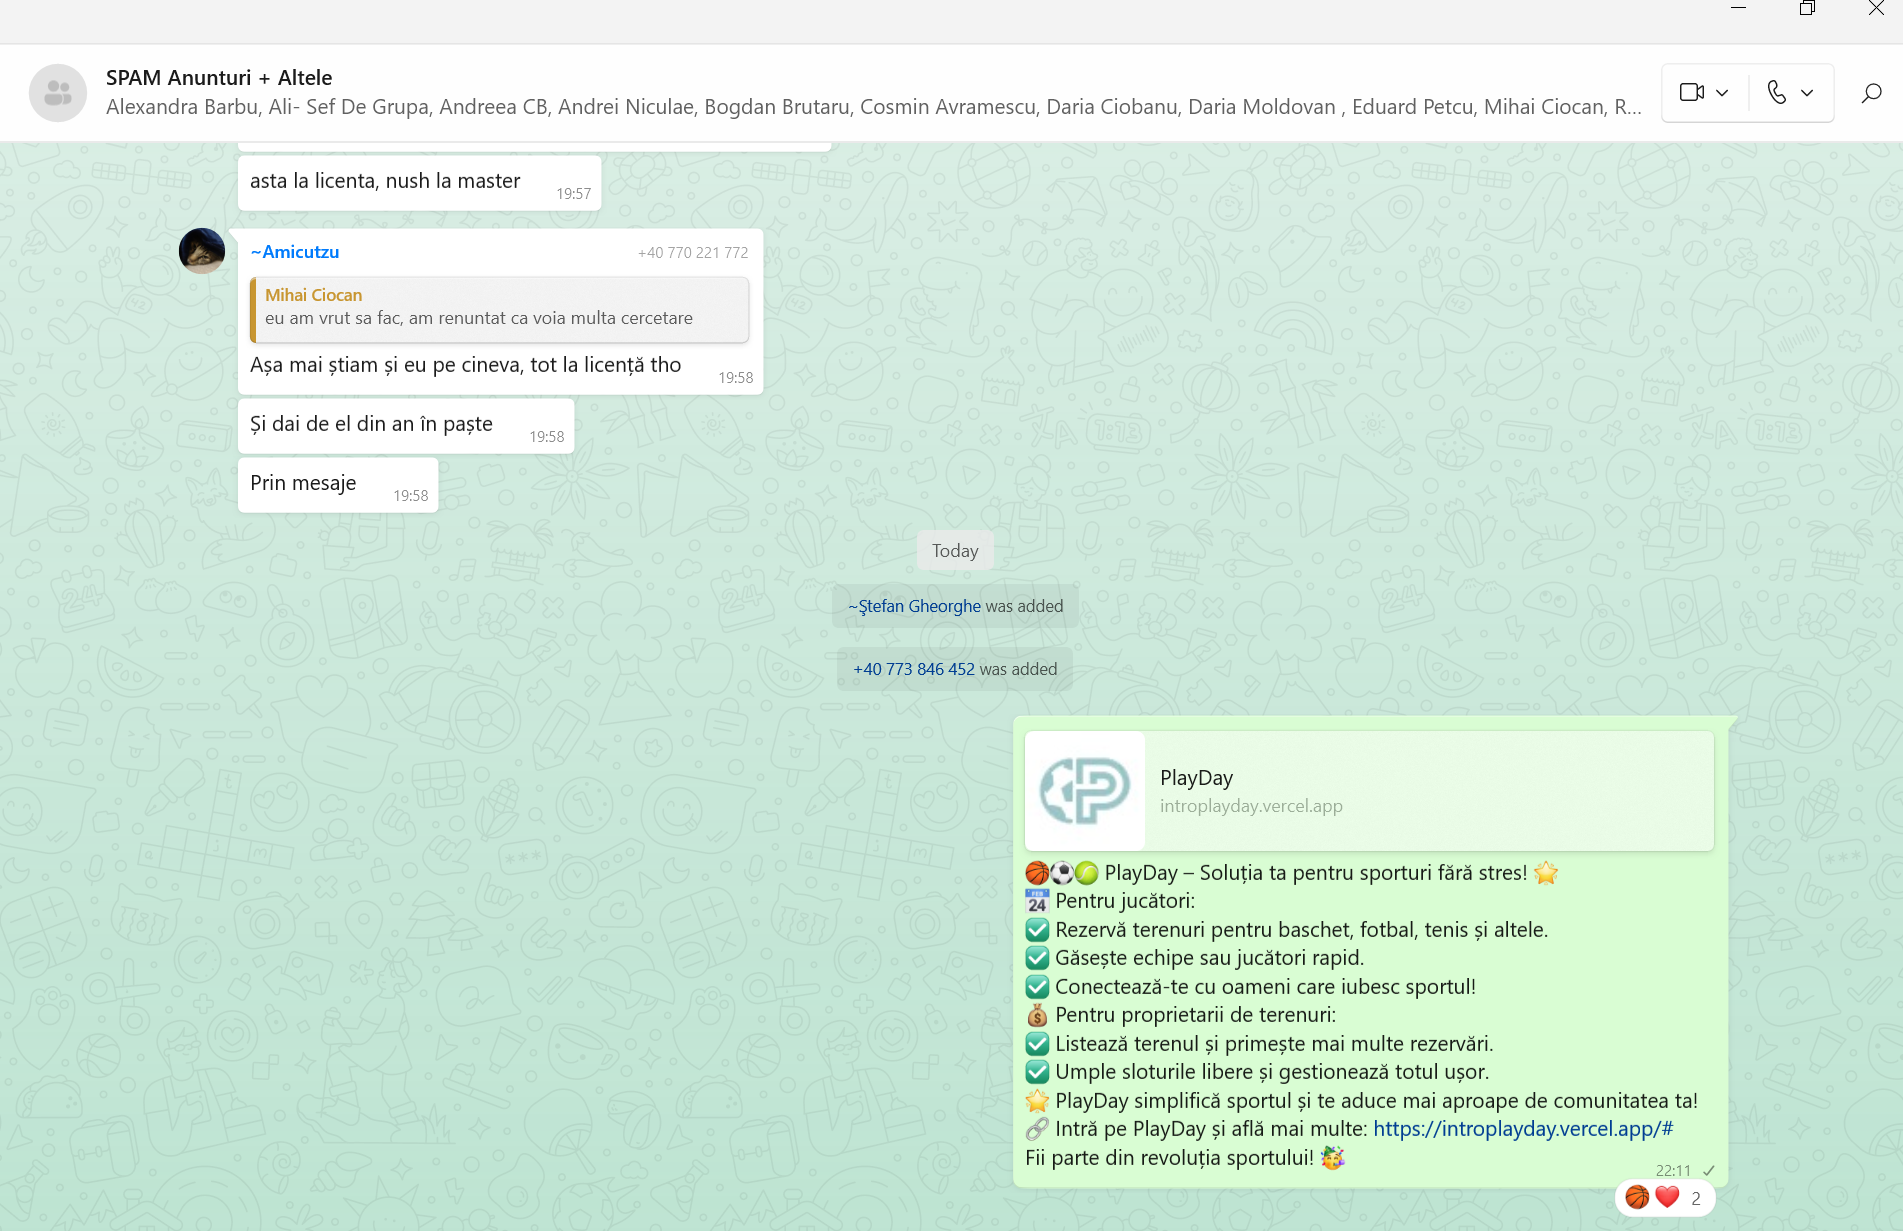 SPAM Anunturi + Altele
Alexandra Barbu, Ali- Sef De Grupa, Andreea CB, Andrei Niculae, Bogdan Brutaru, Cosmin Avramescu, Daria Ciobanu, Daria Moldovan , Eduard Petcu, Mihai Ciocan, R...
asta la licenta, nush la master
19:57
~Amicutzu
+40 770 221 772
Mihai Ciocan
eu am vrut sa fac, am renuntat ca voia multa cercetare
Așa mai știam și eu pe cineva, tot la licență tho
19:58
Și dai de el din an în paște
19:58
Prin mesaje
19:58
Today
~Ștefan Gheorghe was added
+40 773 846 452 was added
PlayDay
introplayday.vercel.app
🏀⚽🎾 PlayDay – Soluția ta pentru sporturi fără stres! 🌟
📅 Pentru jucători:
✅ Rezervă terenuri pentru baschet, fotbal, tenis și altele.
✅ Găsește echipe sau jucători rapid.
✅ Conectează-te cu oameni care iubesc sportul!
💰 Pentru proprietarii de terenuri:
✅ Listează terenul și primește mai multe rezervări.
✅ Umple sloturile libere și gestionează totul ușor.
🌟 PlayDay simplifică sportul și te aduce mai aproape de comunitatea ta!
🔗 Intră pe PlayDay și află mai multe: https://introplayday.vercel.app/#
Fii parte din revoluția sportului! 🥳
22:11
🏀❤️ 2